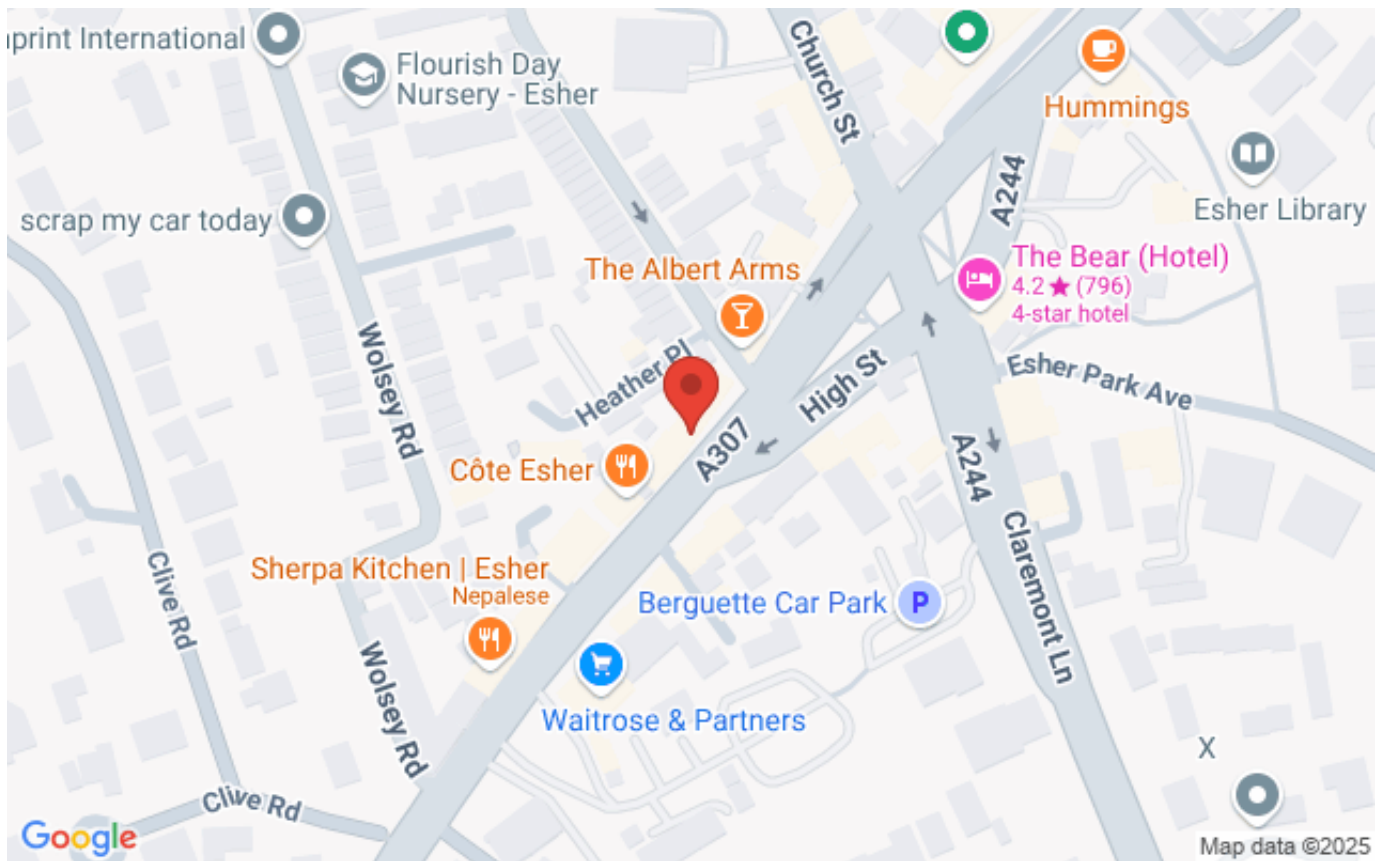 nprint International
Flourish Day
Nursery - Esher
Church St
Hummings
A244
Esher Library
scrap my car today
The Albert Arms
The Bear (Hotel)
4.2 ★ (796)
4-star hotel
Wolsey Rd
Heather Pl
High St
Esher Park Ave
A307
Côte Esher
A244
Claremont Ln
Sherpa Kitchen | Esher
Nepalese
Clive Rd
Berguette Car Park
P
Wolsey Rd
Waitrose & Partners
X
Clive Rd
Google
Map data ©2025